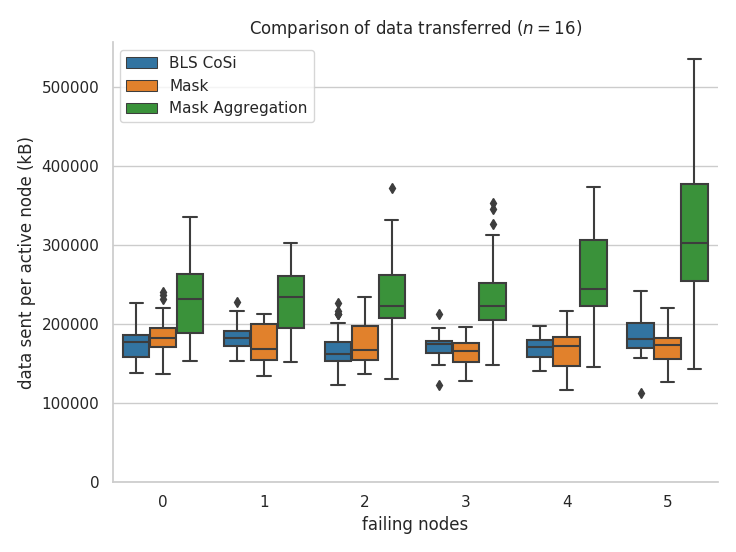 Comparison of data transferred (n = 16)
BLS CoSi
Mask
Mask Aggregation
data sent per active node (kB)
500000
400000
300000
200000
100000
0
0 1 2 3 4 5
failing nodes